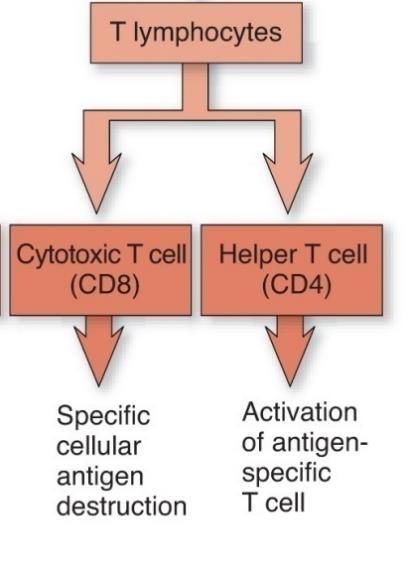 T lymphocytes
Cytotoxic T cell
(CD8)
Helper T cell
(CD4)
Specific
cellular
antigen
destruction
Activation
of antigen-
specific
T cell